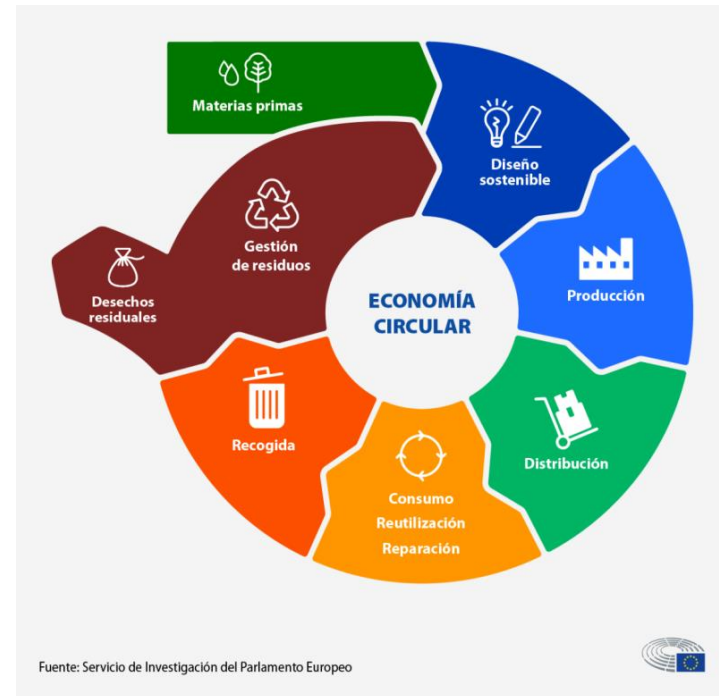 Materias primas
Diseño
sostenible
Producción
Distribución
Consumo
Reutilización
Reparación
Recogida
Gestión
de residuos
Desechos
residuales
ECONOMÍA
CIRCULAR
Fuente: Servicio de Investigación del Parlamento Europeo